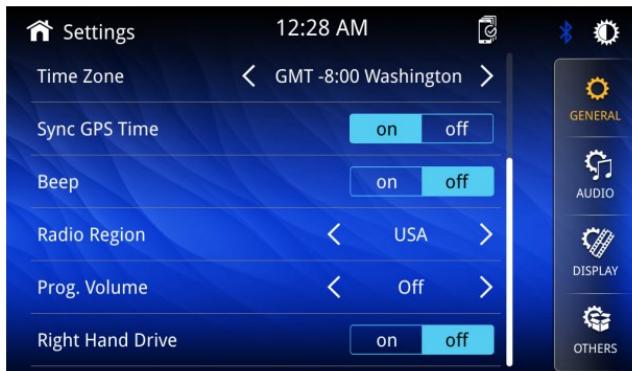 Settings 12:28 AM
Time Zone GMT -8:00 Washington
Sync GPS Time on off
Beep on off
Radio Region USA
Prog. Volume Off
Right Hand Drive on off
GENERAL
AUDIO
DISPLAY
OTHERS